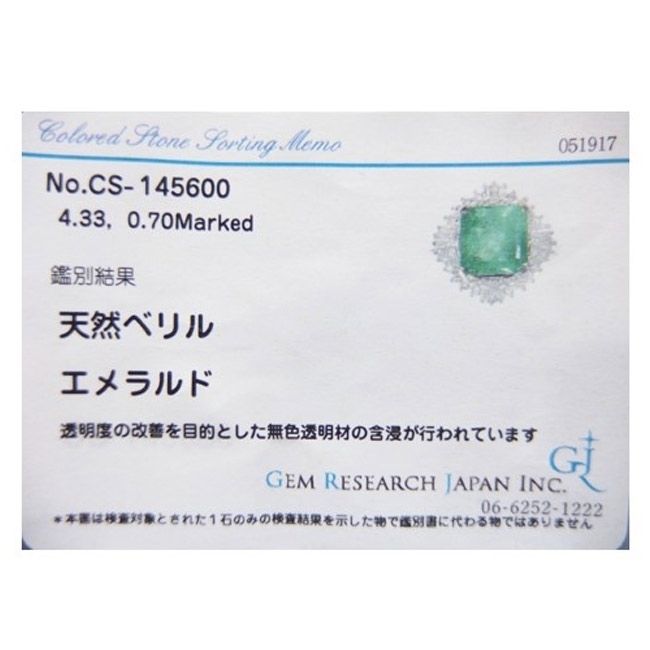 Colored Stone Sorting Memo
051917
No.CS-145600
4.33, 0.70Marked
鑑別結果
天然ベリル
エメラルド
透明度の改善を目的とした無色透明材の含浸が行われています
GJ
GEM RESEARCH JAPAN INC.
06-6252-1222
*本書は検査対象とされた1石のみの検査結果を示した物で鑑別書に代わる物ではありません